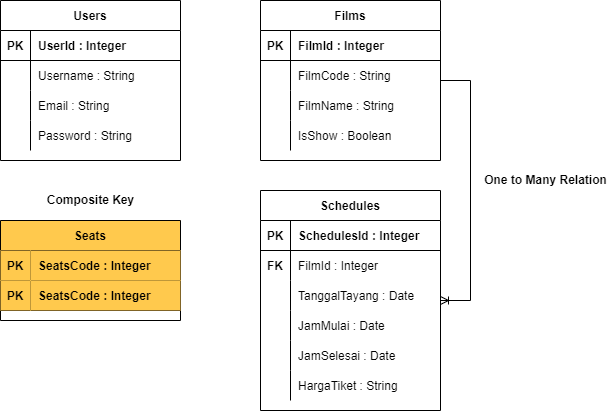 Users
PK UserId : Integer
Username : String
Email : String
Password : String
Films
PK FilmId : Integer
FilmCode : String
FilmName : String
IsShow : Boolean
One to Many Relation
Composite Key
Seats
PK SeatsCode : Integer
PK SeatsCode : Integer
Schedules
PK SchedulesId : Integer
FK FilmId : Integer
TanggalTayang : Date
JamMulai : Date
JamSelesai : Date
HargaTiket : String